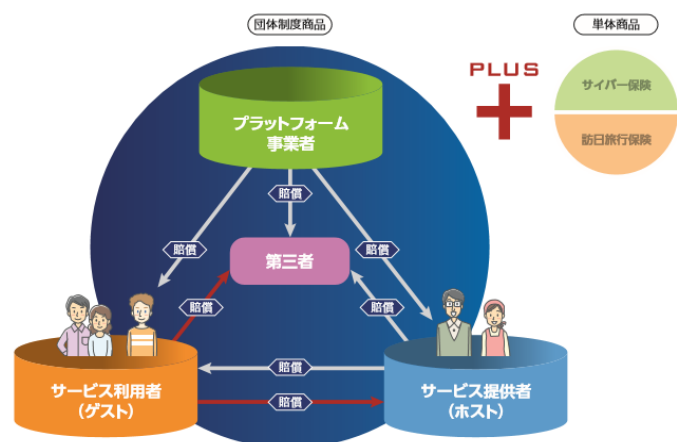 団体制度商品
単体商品
PLUS
サイバー保険
訪日旅行保険
プラットフォーム
事業者
賠償
賠償
賠償
第三者
賠償
賠償
賠償
サービス利用者
（ゲスト）
賠償
サービス提供者
（ホスト）